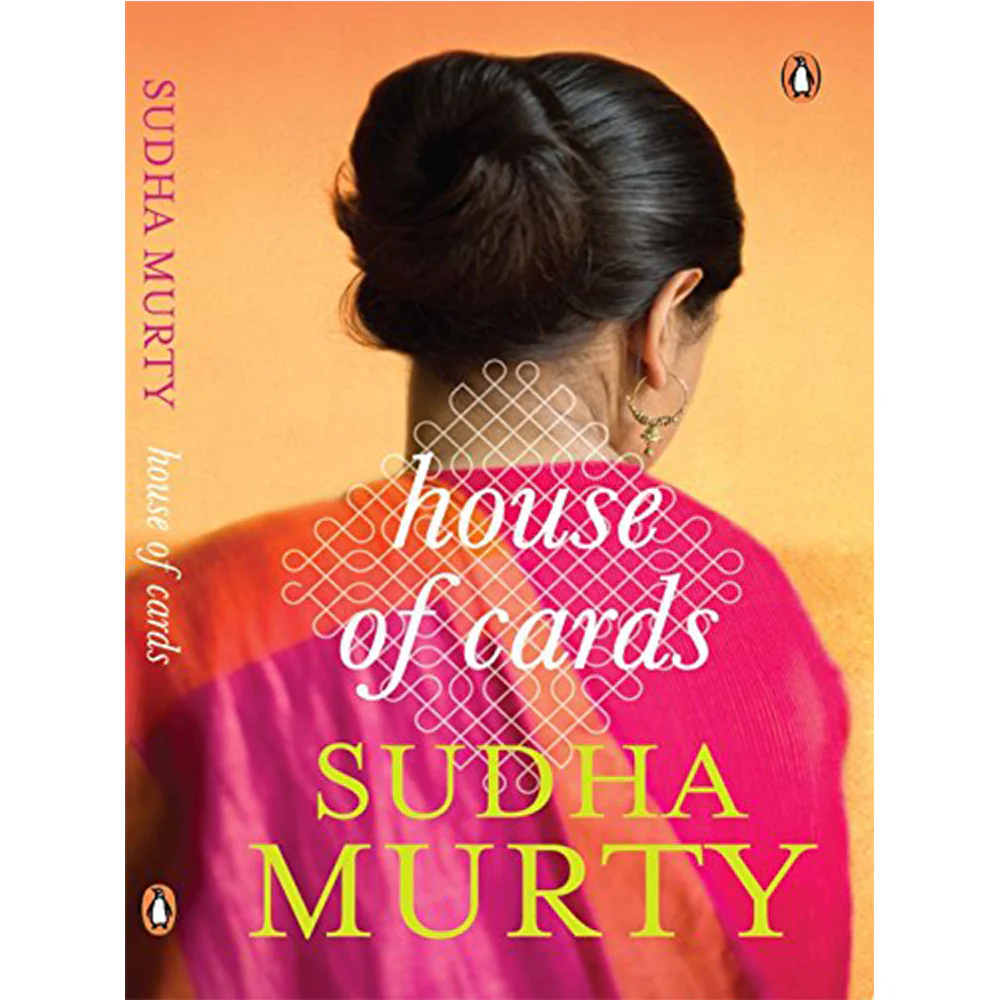 SUDHA MURTY house of cards
house
of cards
SUDHA
MURTY